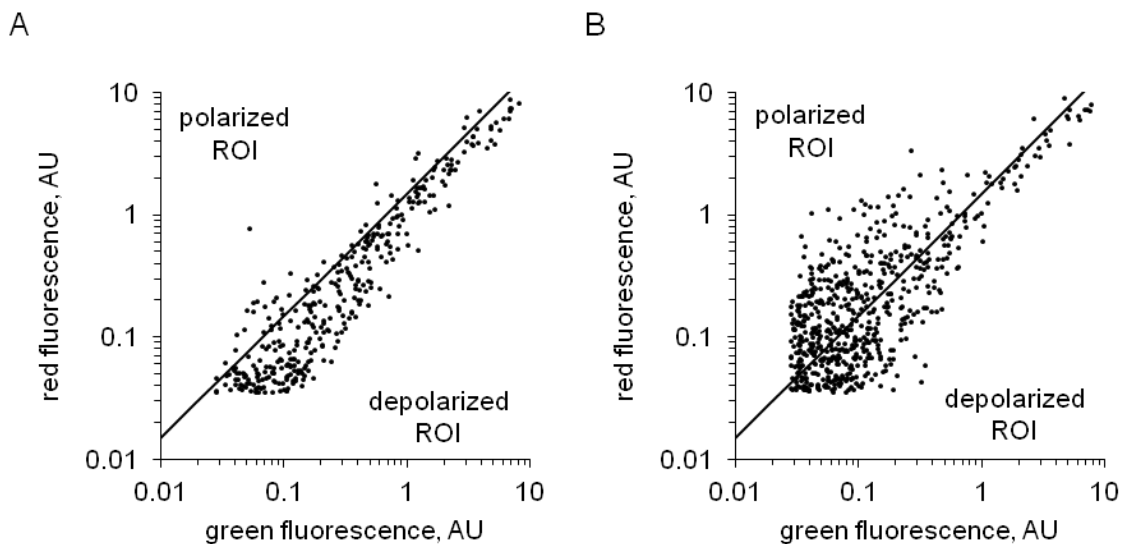 A
10
1
0.1
0.01
red fluorescence, AU
polarized
ROI
depolarized
ROI
0.01 0.1 1 10
green fluorescence, AU
B
10
1
0.1
0.01
red fluorescence, AU
polarized
ROI
depolarized
ROI
0.01 0.1 1 10
green fluorescence, AU